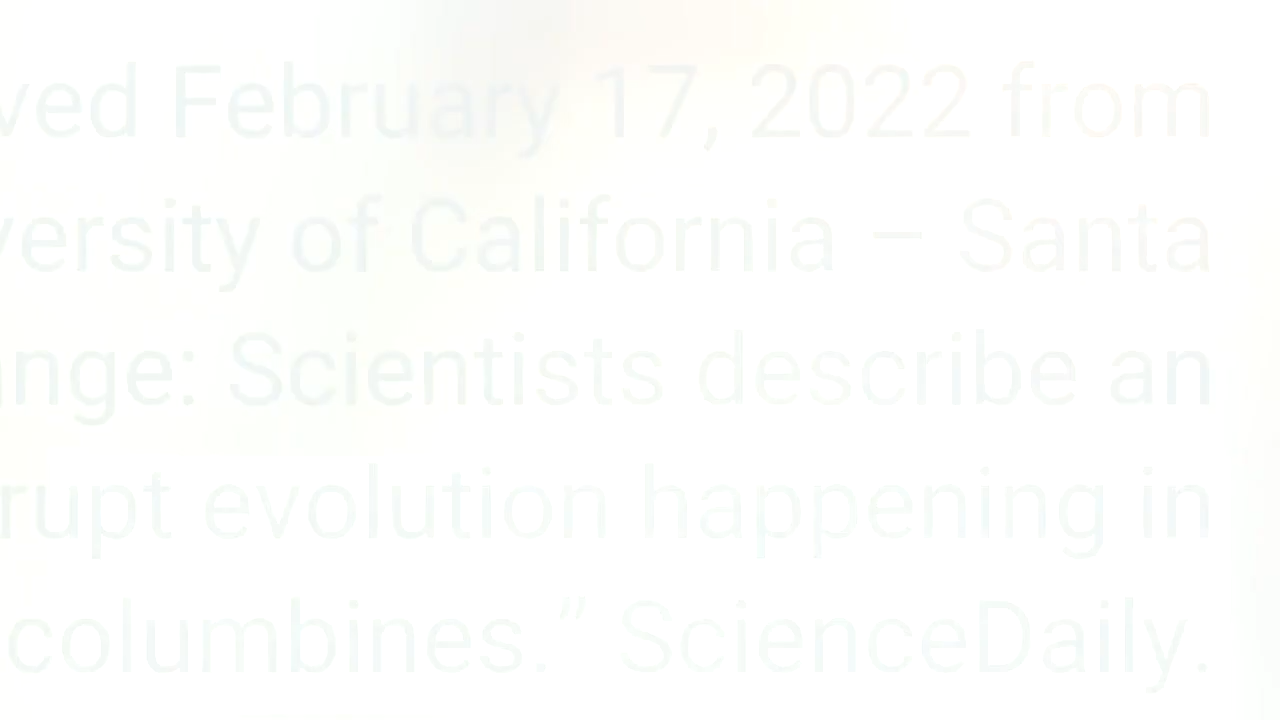 ved February 17, 2022 from
versity of California – Santa
nge: Scientists describe an
rupt evolution happening in
columbines.” ScienceDaily.